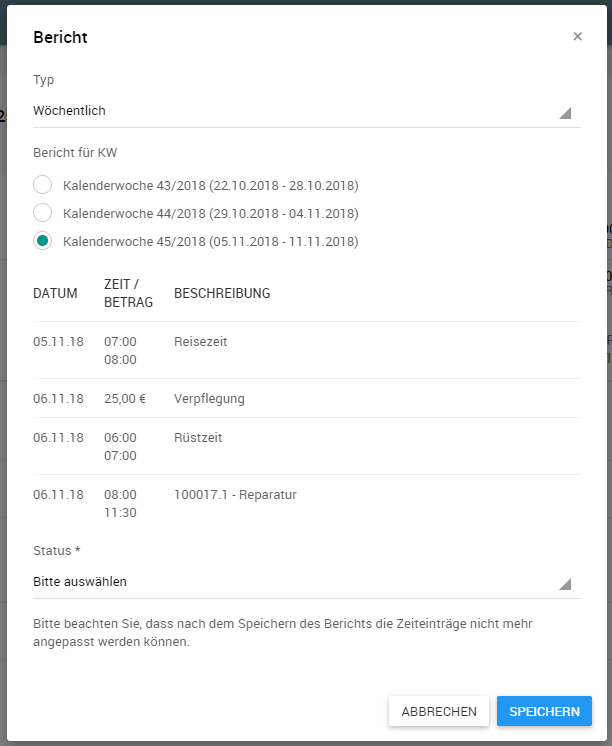 Bericht
×
Typ
Wöchentlich
Bericht für KW
Kalenderwoche 43/2018 (22.10.2018 - 28.10.2018)
Kalenderwoche 44/2018 (29.10.2018 - 04.11.2018)
Kalenderwoche 45/2018 (05.11.2018 - 11.11.2018)
DATUM ZEIT / BESCHREIBUNG
BETRAG
05.11.18 07:00 Reisezeit
08:00
06.11.18 25,00 € Verpflegung
06.11.18 06:00 Rüstzeit
07:00
06.11.18 08:00 100017.1 - Reparatur
11:30
Status *
Bitte auswählen
Bitte beachten Sie, dass nach dem Speichern des Berichts die Zeiteinträge nicht mehr
angepasst werden können.
ABBRECHEN SPEICHERN